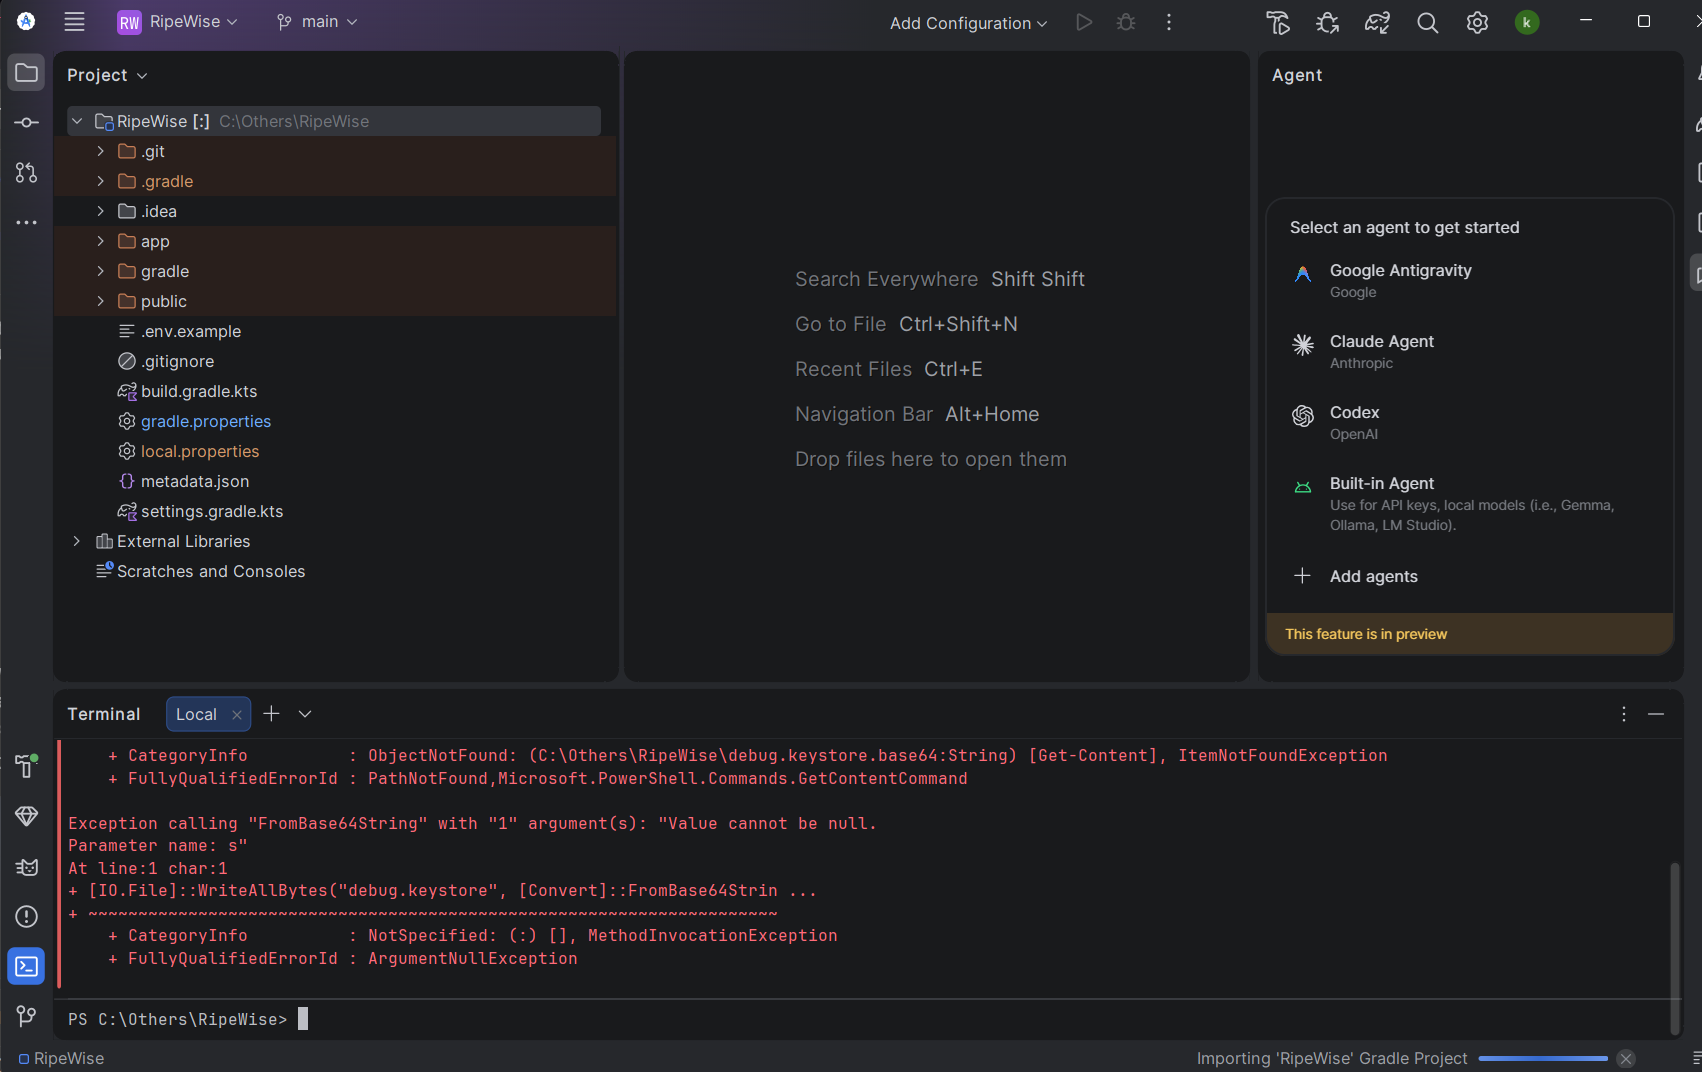 RW RipeWise
main
Add Configuration
k
Project
RipeWise [:] C:\Others\RipeWise
.git
.gradle
.idea
app
gradle
public
.env.example
.gitignore
build.gradle.kts
gradle.properties
local.properties
metadata.json
settings.gradle.kts
External Libraries
Scratches and Consoles
Search Everywhere Shift Shift
Go to File Ctrl+Shift+N
Recent Files Ctrl+E
Navigation Bar Alt+Home
Drop files here to open them
Agent
Select an agent to get started
Google Antigravity
Google
Claude Agent
Anthropic
Codex
OpenAI
Built-in Agent
Use for API keys, local models (i.e., Gemma,
Ollama, LM Studio).
Add agents
This feature is in preview
Terminal Local
+ CategoryInfo : ObjectNotFound: (C:\Others\RipeWise\debug.keystore.base64:String) [Get-Content], ItemNotFoundException
+ FullyQualifiedErrorId : PathNotFound,Microsoft.PowerShell.Commands.GetContentCommand
Exception calling "FromBase64String" with "1" argument(s): "Value cannot be null.
Parameter name: s"
At line:1 char:1
+ [IO.File]::WriteAllBytes("debug.keystore", [Convert]::FromBase64Strin ...
+ ~~~~~~~~~~~~~~~~~~~~~~~~~~~~~~~~~~~~~~~~~~~~~~~~~~~~~~~~~~~~~~~~~~~~~
+ CategoryInfo : NotSpecified: (:) [], MethodInvocationException
+ FullyQualifiedErrorId : ArgumentNullException
PS C:\Others\RipeWise>
RipeWise
Importing 'RipeWise' Gradle Project